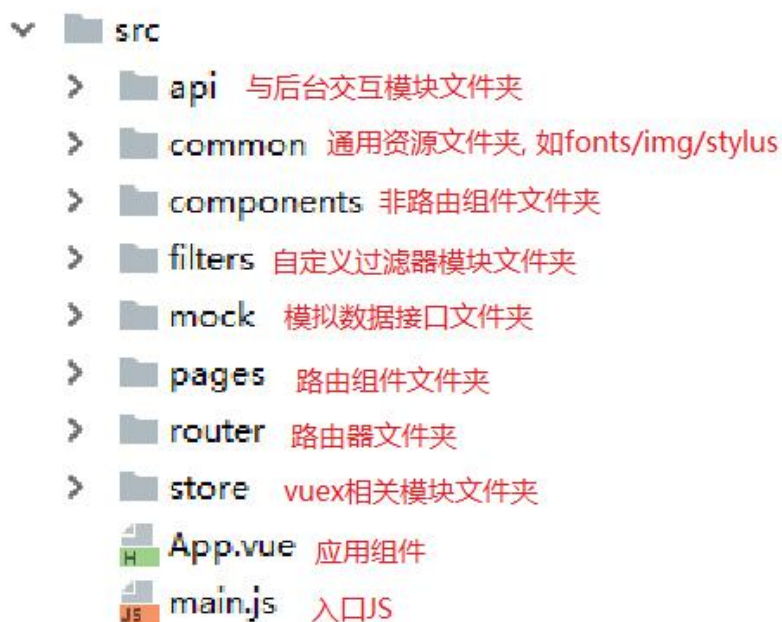 src
api 与后台交互模块文件夹
common 通用资源文件夹, 如fonts/img/stylus
components 非路由组件文件夹
filters 自定义过滤器模块文件夹
mock 模拟数据接口文件夹
pages 路由组件文件夹
router 路由器文件夹
store vuex相关模块文件夹
H App.vue 应用组件
JS main.js 入口JS